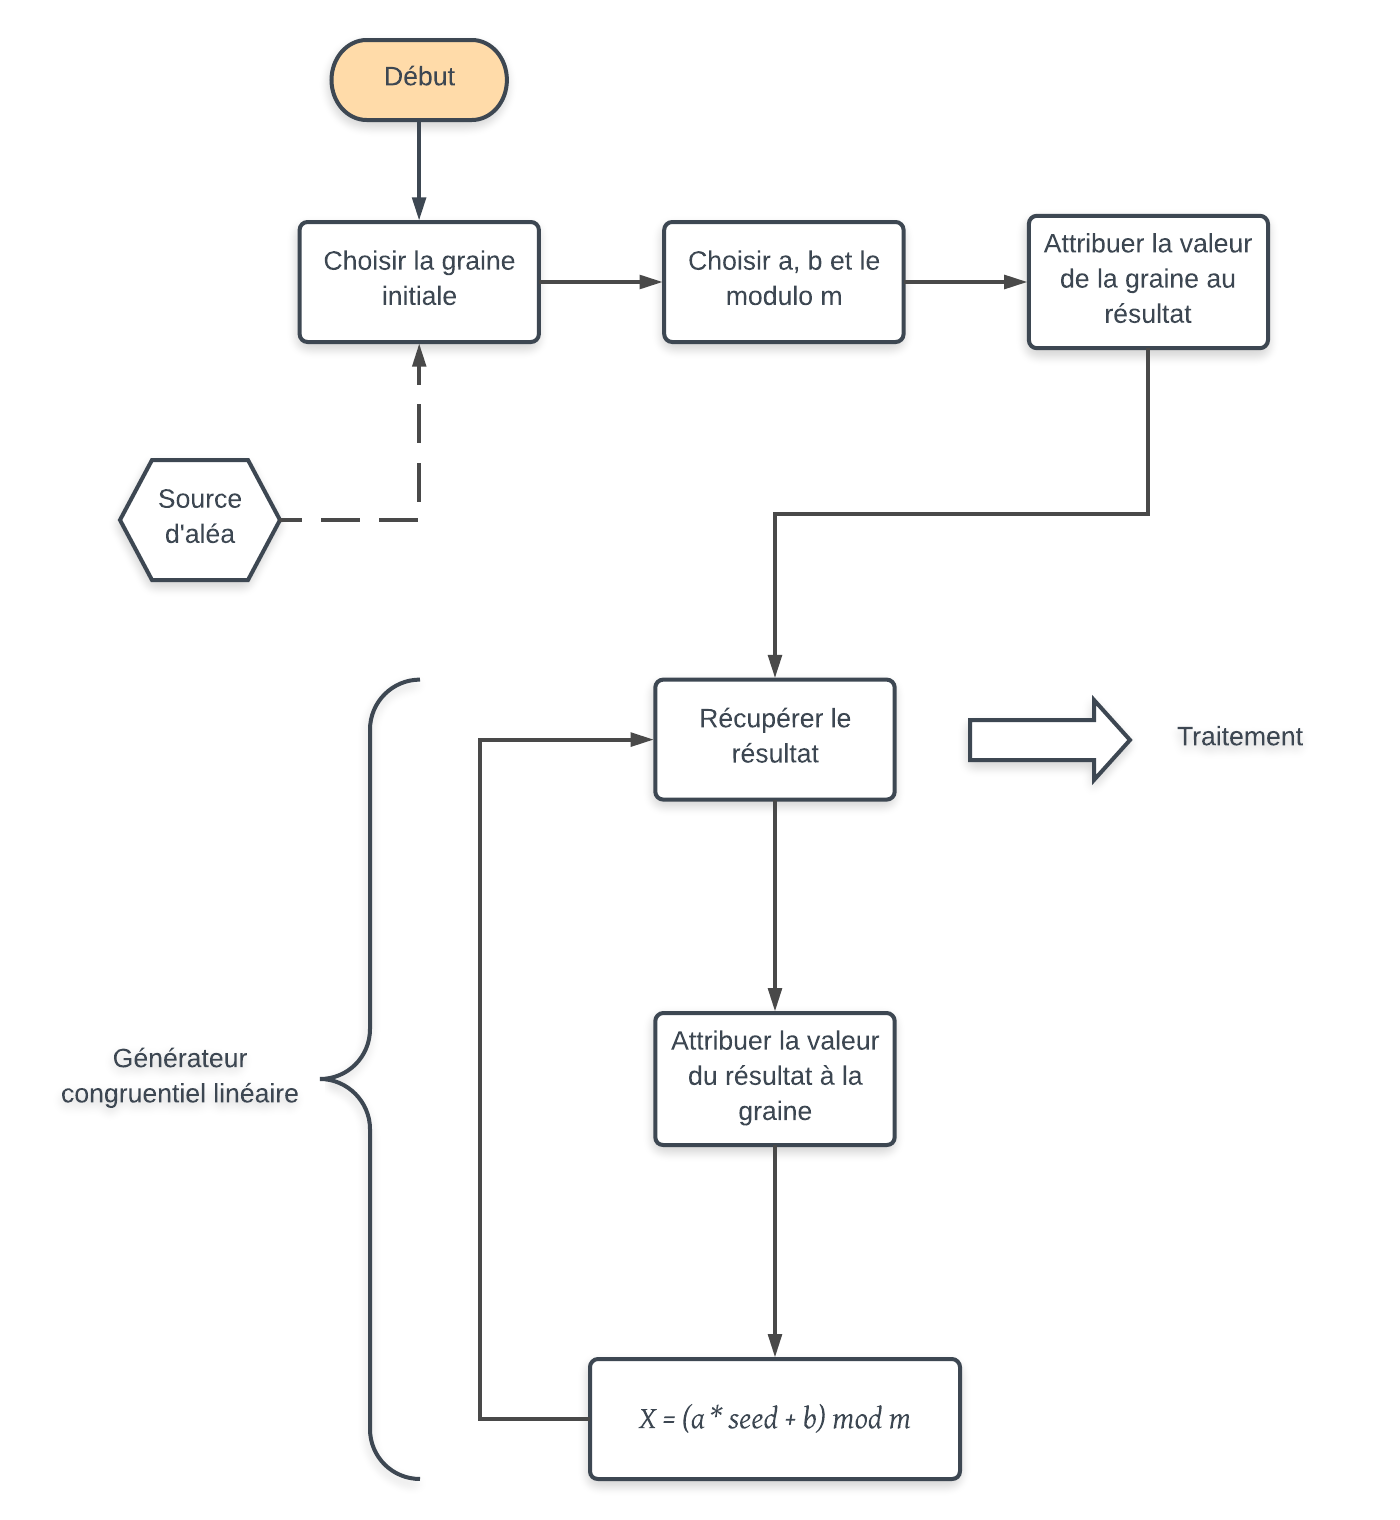 Début
Choisir la graine
initiale
Choisir a, b et le
modulo m
Attribuer la valeur
de la graine au
résultat
Source
d'aléa
Récupérer le
résultat
Traitement
Attribuer la valeur
du résultat à la
graine
Générateur
congruentiel linéaire
X = (a * seed + b) mod m